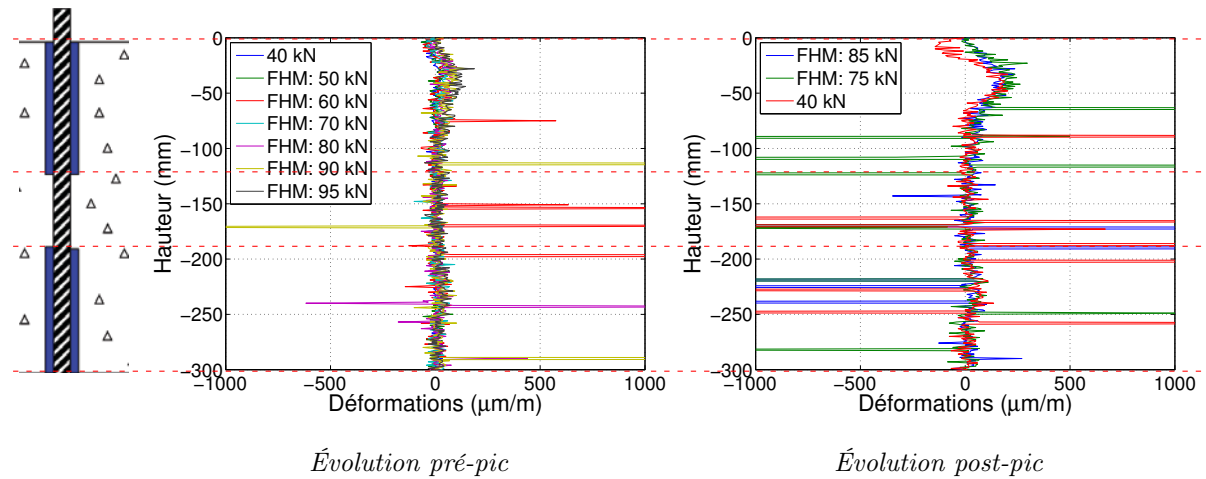 40 kN
FHM: 50 kN
FHM: 60 kN
FHM: 70 kN
FHM: 80 kN
FHM: 90 kN
FHM: 95 kN
0
−50
−100
−150
−200
−250
−300
Hauteur (mm)
−1000
−500
0
500
1000
Déformations (μm/m)
Évolution pré-pic
FHM: 85 kN
FHM: 75 kN
40 kN
0
−50
−100
−150
−200
−250
−300
Hauteur (mm)
−1000
−500
0
500
1000
Déformations (μm/m)
Évolution post-pic